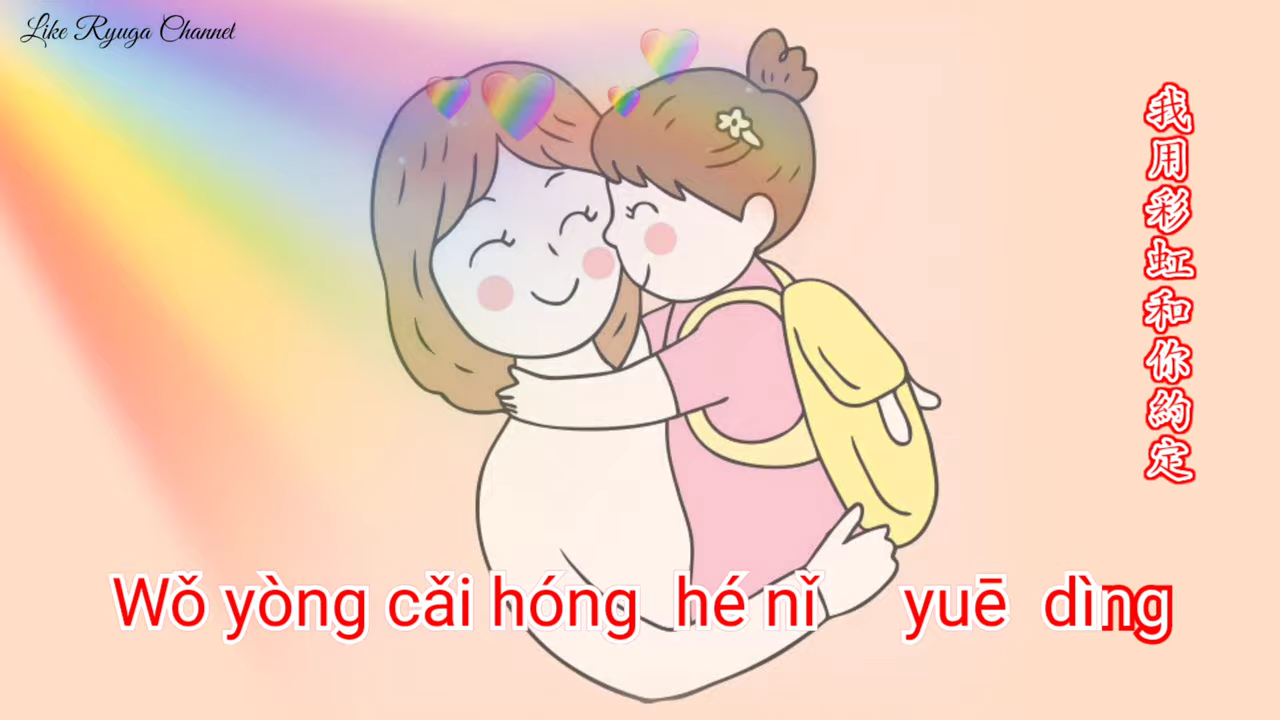 Like Ryuga Channel
我用彩虹和你約定
Wǒ yòng cǎi hóng hé nǐ yuē dìng